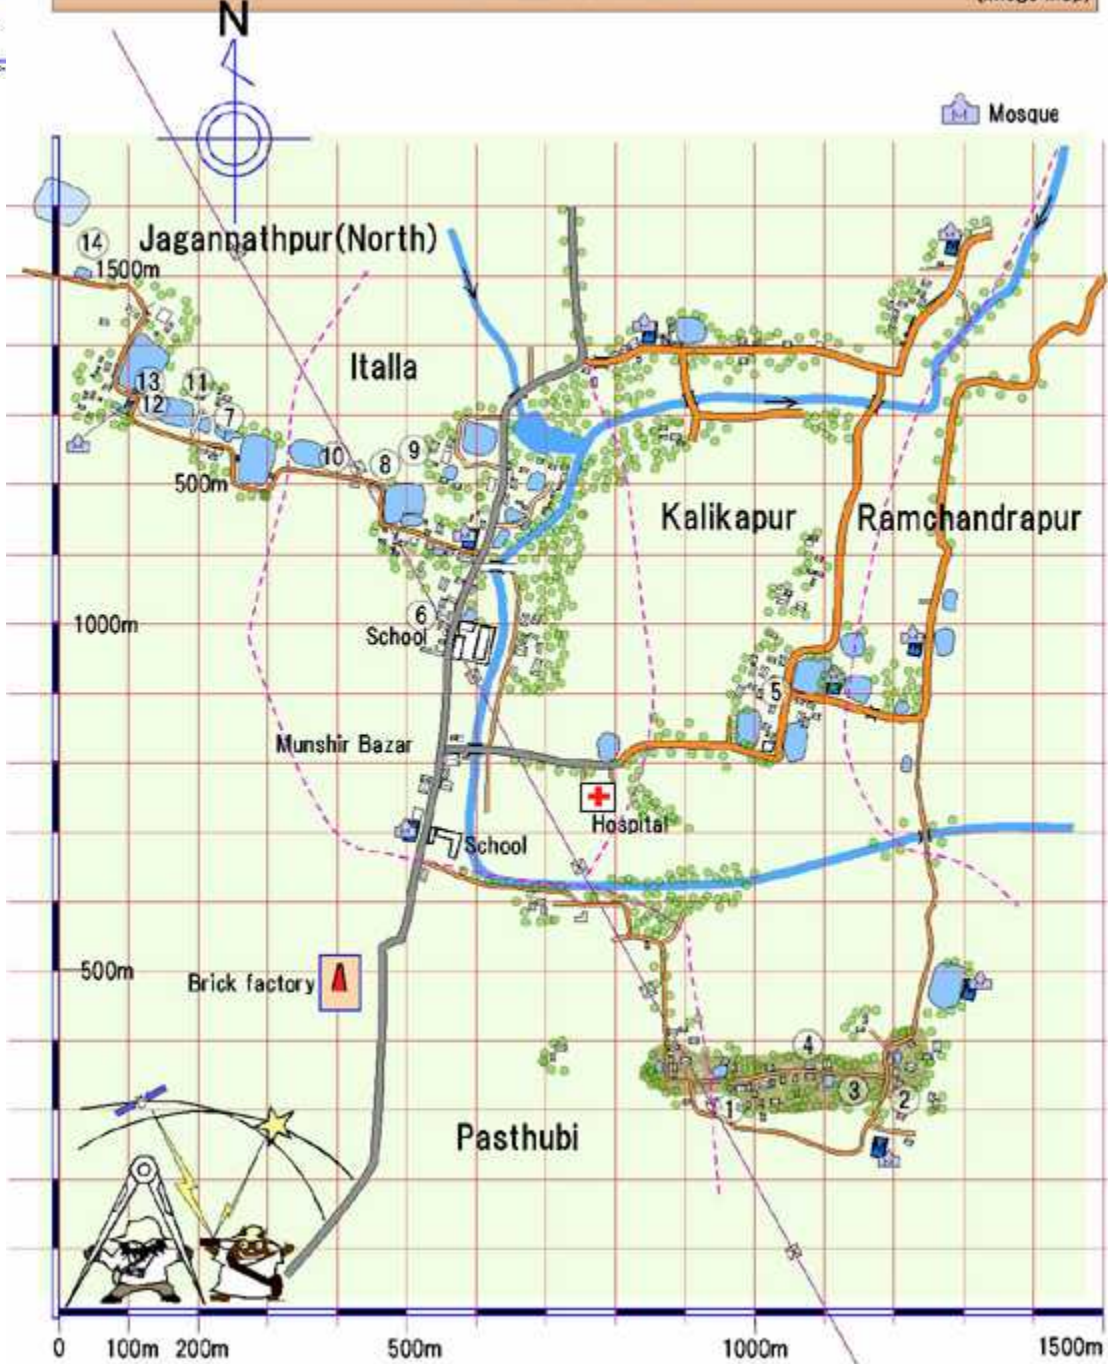 N
Mosque
Jagannathpur(North)
14
1500m
Italla
13
11
12
7
10
8
9
500m
Kalikapur
Ramchandrapur
6
1000m
School
5
Munshir Bazar
Hospital
School
500m
Brick factory
4
1
3
2
Pasthubi
0
100m
200m
500m
1000m
1500m